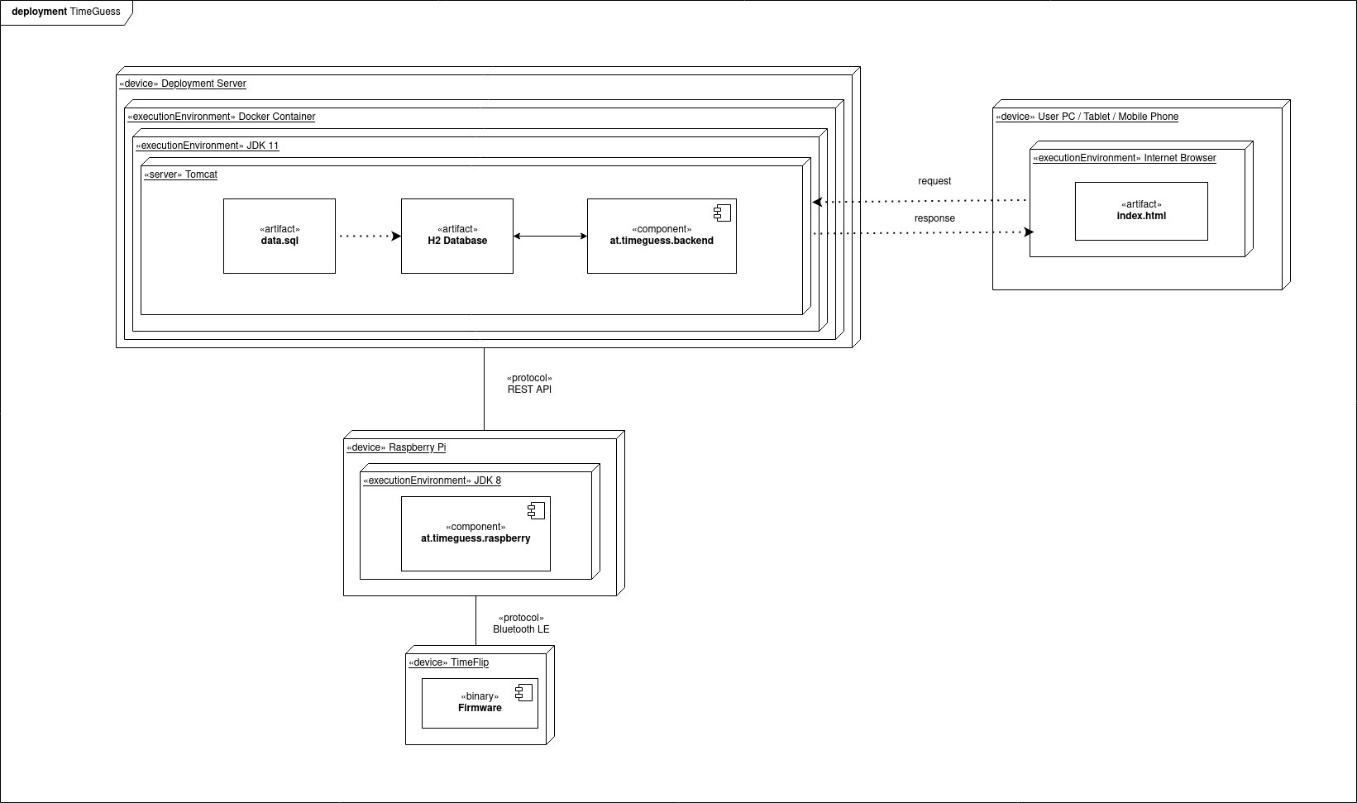 deployment TimeGuess
«device» Deployment Server
«executionEnvironment» Docker Container
«executionEnvironment» JDK 11
«server» Tomcat
«artifact»
data.sql
«artifact»
H2 Database
«component»
at.timeguess.backend
request
response
«device» User PC / Tablet / Mobile Phone
«executionEnvironment» Internet Browser
«artifact»
index.html
«protocol»
REST API
«device» Raspberry Pi
«executionEnvironment» JDK 8
«component»
at.timeguess.raspberry
«protocol»
Bluetooth LE
«device» TimeFlip
«binary»
Firmware